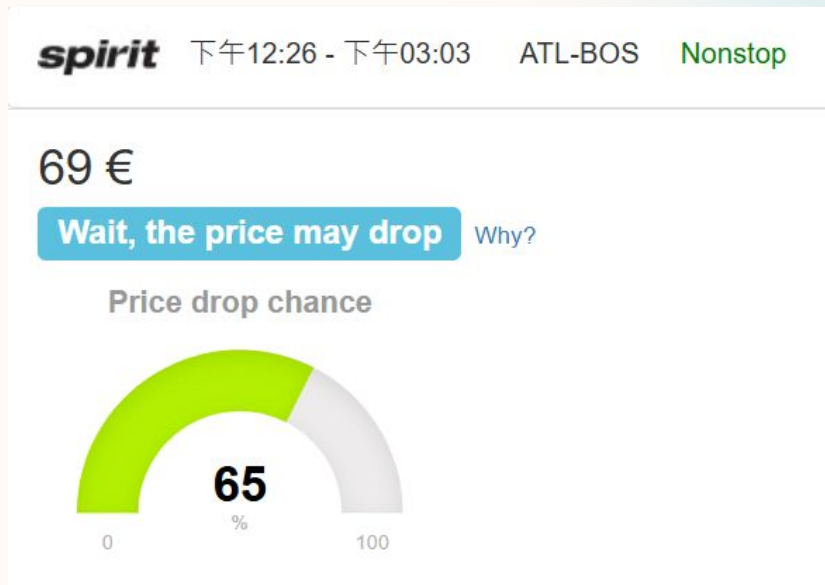 spirit 下午12:26 - 下午03:03 ATL-BOS Nonstop
69 €
Wait, the price may drop Why?
Price drop chance
65
%
0 100